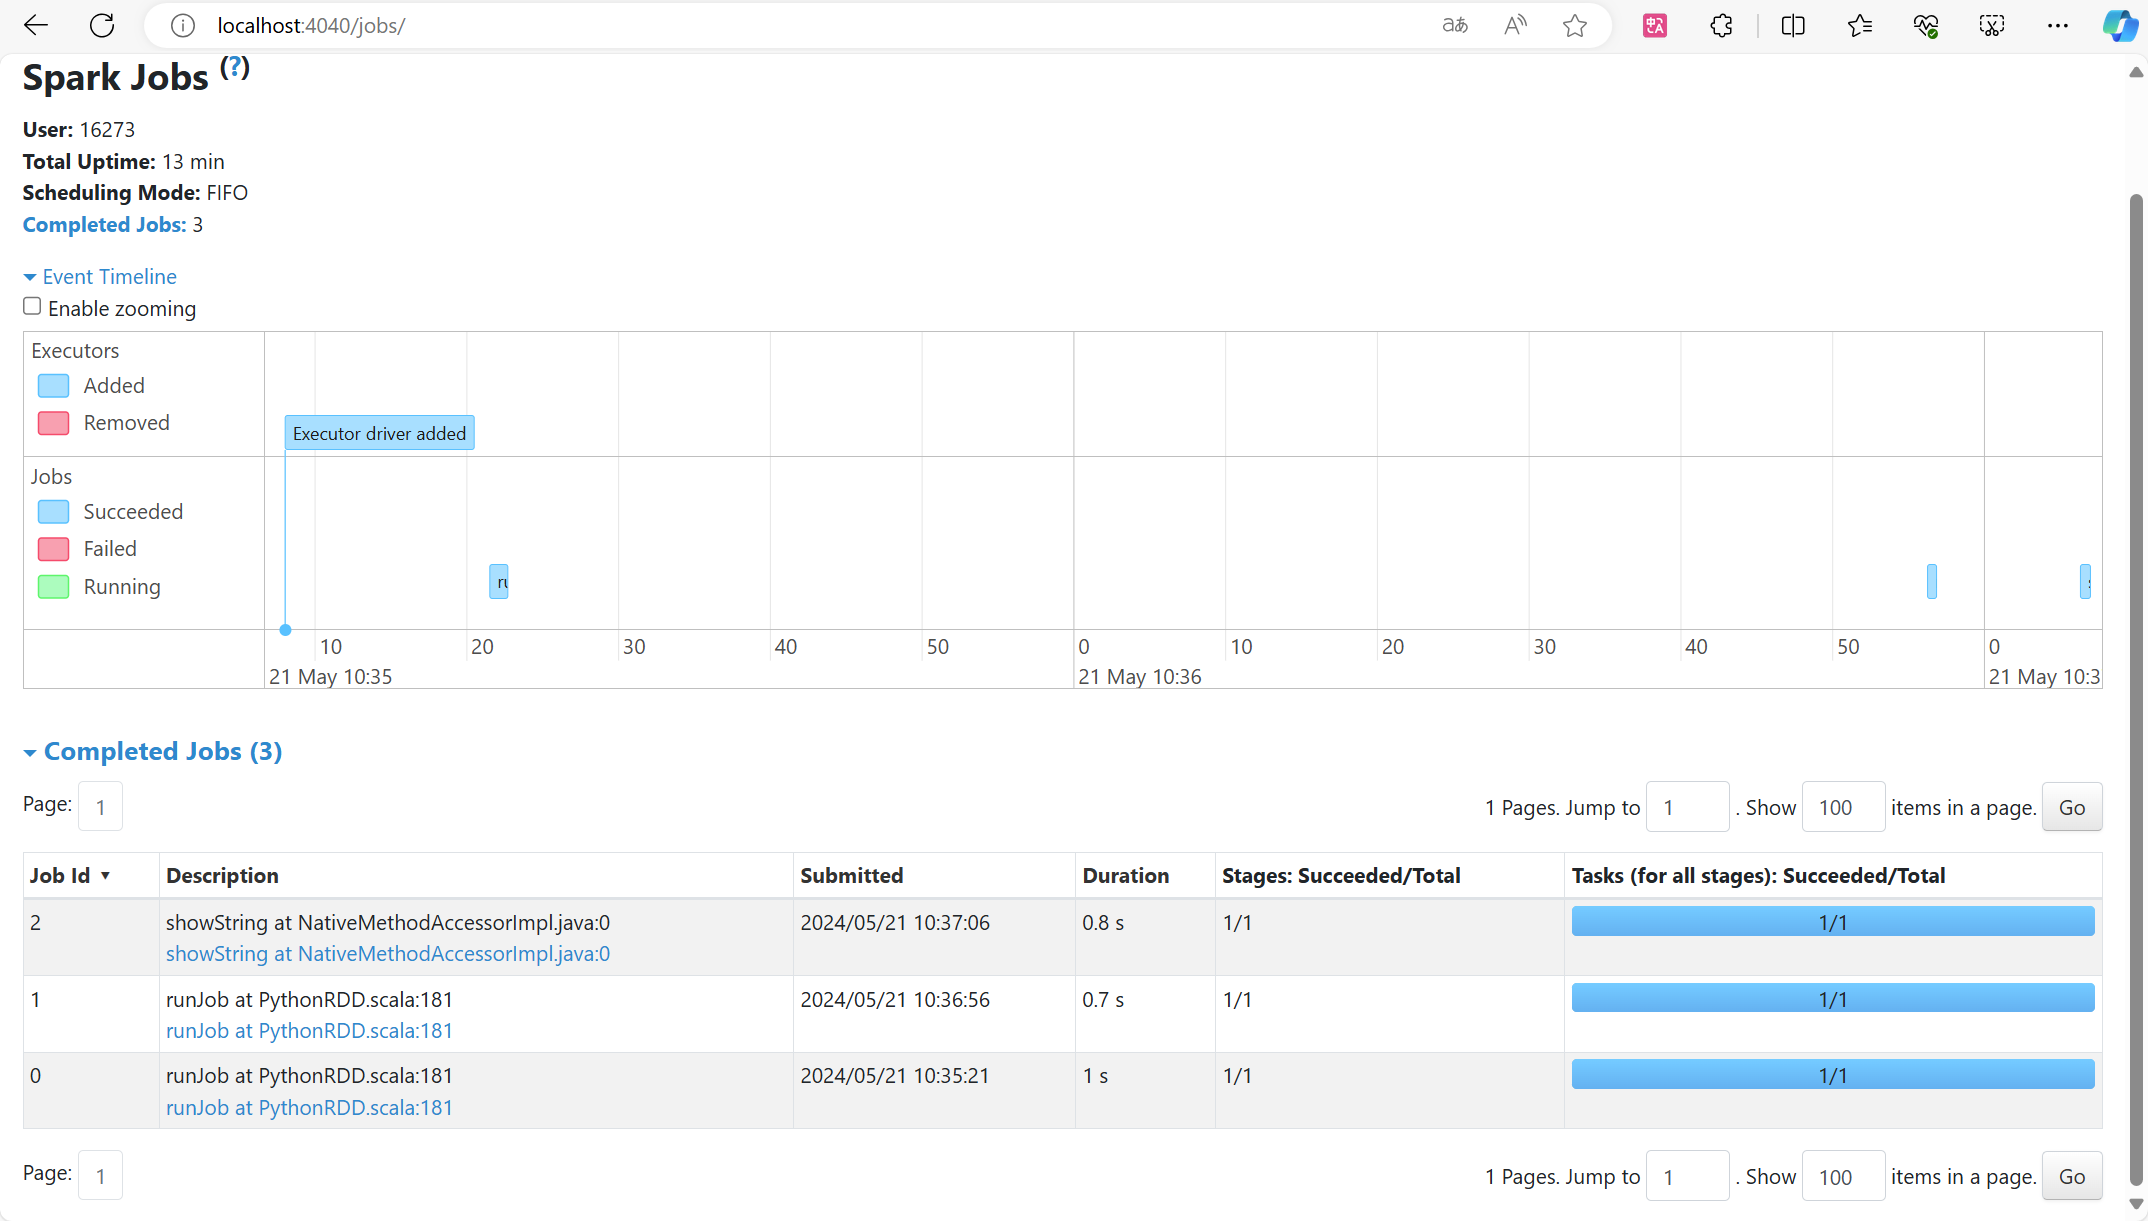 localhost:4040/jobs/
Spark Jobs (?)
User: 16273
Total Uptime: 13 min
Scheduling Mode: FIFO
Completed Jobs: 3
Event Timeline
Enable zooming
Executors
Added
Removed
Executor driver added
Jobs
Succeeded
Failed
Running
ru
10 20 30 40 50 0 10 20 30 40 50 0
21 May 10:35 21 May 10:36 21 May 10:3
Completed Jobs (3)
Page: 1 1 Pages. Jump to 1 . Show 100 items in a page. Go
Job Id ▾ Description Submitted Duration Stages: Succeeded/Total Tasks (for all stages): Succeeded/Total
2 showString at NativeMethodAccessorImpl.java:0 2024/05/21 10:37:06 0.8 s 1/1 1/1
showString at NativeMethodAccessorImpl.java:0
1 runJob at PythonRDD.scala:181 2024/05/21 10:36:56 0.7 s 1/1 1/1
runJob at PythonRDD.scala:181
0 runJob at PythonRDD.scala:181 2024/05/21 10:35:21 1 s 1/1 1/1
runJob at PythonRDD.scala:181
Page: 1 1 Pages. Jump to 1 . Show 100 items in a page. Go